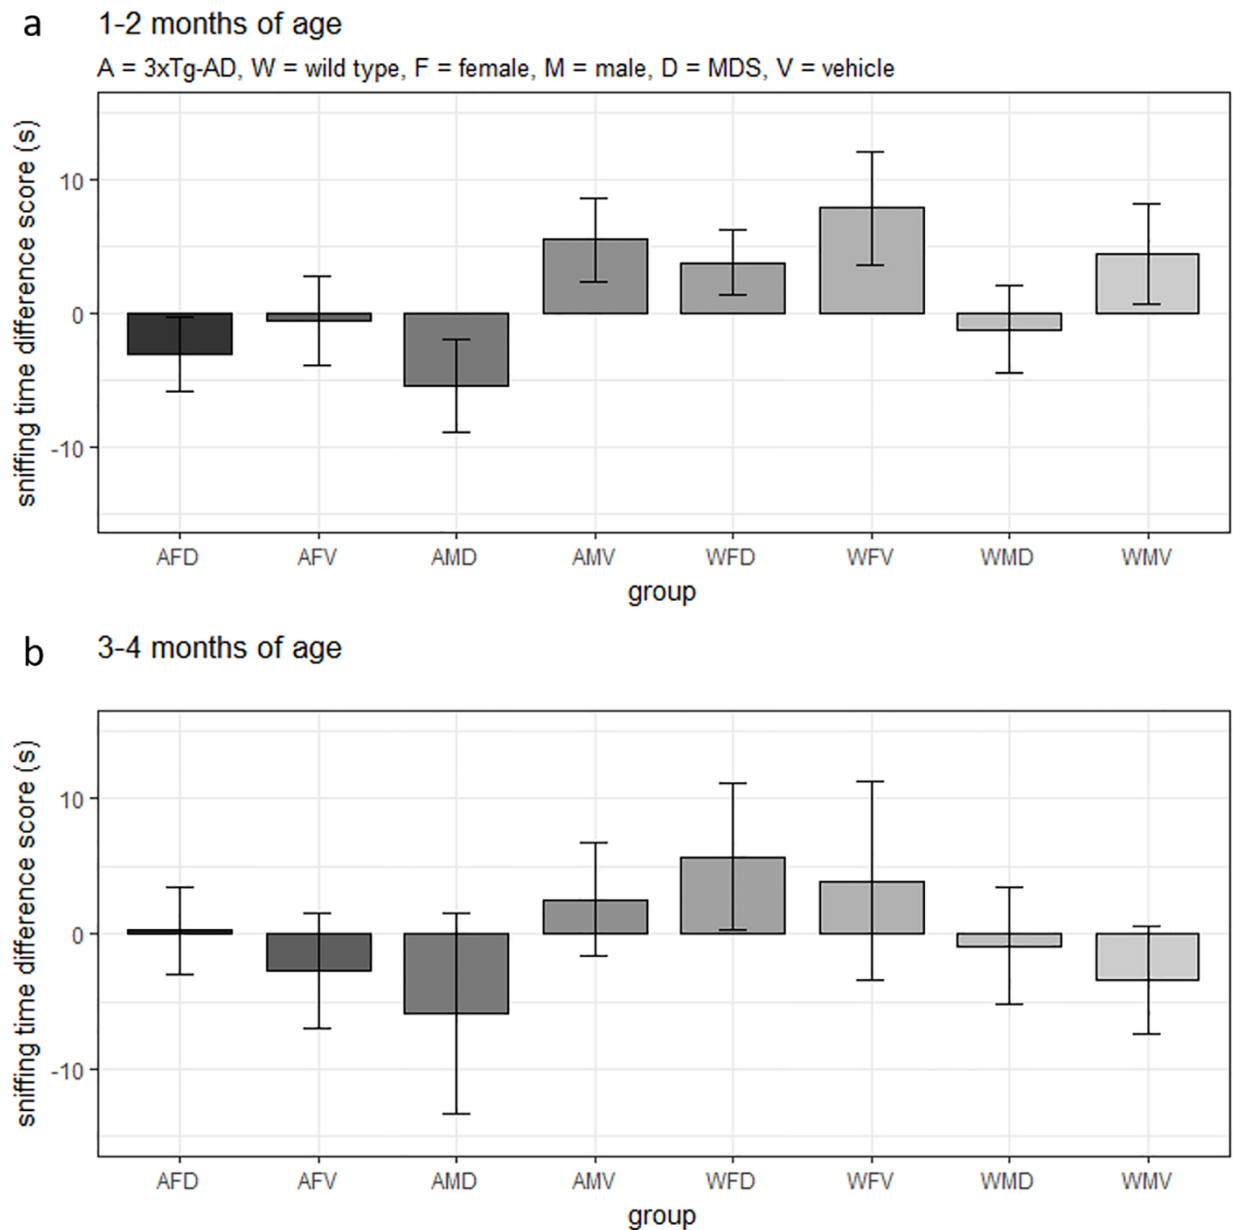 a 1-2 months of age
A = 3xTg-AD, W = wild type, F = female, M = male, D = MDS, V = vehicle
sniffing time difference score (s)
10
0
-10
AFD AFV AMD AMV WFD WFV WMD WMV
group
b 3-4 months of age
sniffing time difference score (s)
10
0
-10
AFD AFV AMD AMV WFD WFV WMD WMV
group